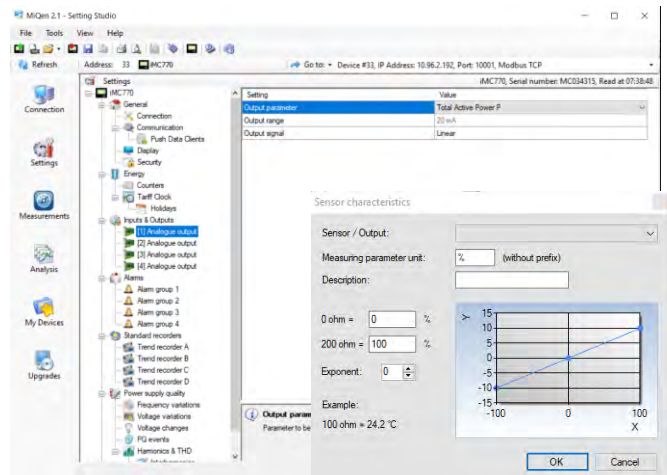 MiQen 2.1 - Setting Studio
File Tools View Help
Refresh Address: 33 iMC770 Go to: Device #33, IP Address: 10.96.2.192, Port: 10001, Modbus TCP
Settings iMC770, Serial number: MC034315, Read at 07:38:48
Connection
Settings
Measurements
Analysis
My Devices
Upgrades
iMC770
General
Connection
Communication
Push Data Clients
Display
Security
Energy
Counters
Tariff Clock
Holidays
Inputs & Outputs
[1] Analogue output
[2] Analogue output
[3] Analogue output
[4] Analogue output
Alarms
Alarm group 1
Alarm group 2
Alarm group 3
Alarm group 4
Standard recorders
Trend recorder A
Trend recorder B
Trend recorder C
Trend recorder D
Power supply quality
Frequency variations
Voltage variations
Voltage changes
PQ events
Harmonics & THD
Setting Value
Output parameter Total Active Power P
Output range 20 mA
Output signal Linear
Output param
Parameter to be
Sensor characteristics
Sensor / Output:
Measuring parameter unit: % (without prefix)
Description:
0 ohm = 0 %
200 ohm = 100 %
Exponent: 0
Example:
100 ohm = 24.2 °C
Y
15
10
5
0
-5
-10
-15
-100 0 100
X
OK Cancel